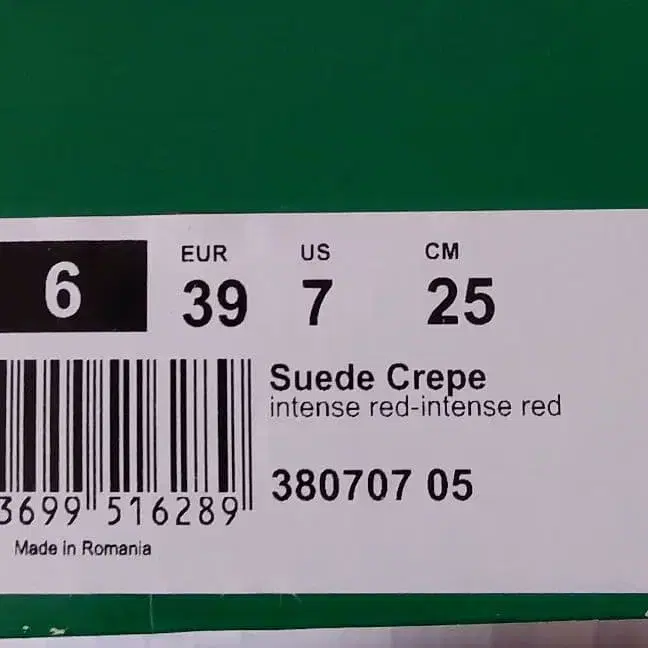 EUR US CM
6 39 7 25
Suede Crepe
intense red-intense red
380707 05
3699 516289
Made in Romania